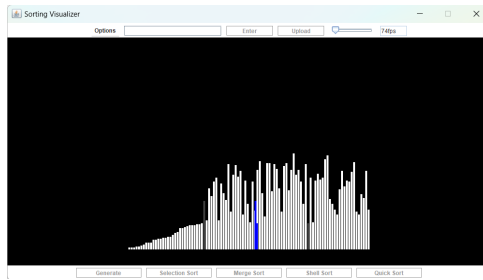 Sorting Visualizer
Options Enter Upload 74fps
Generate Selection Sort Merge Sort Shell Sort Quick Sort